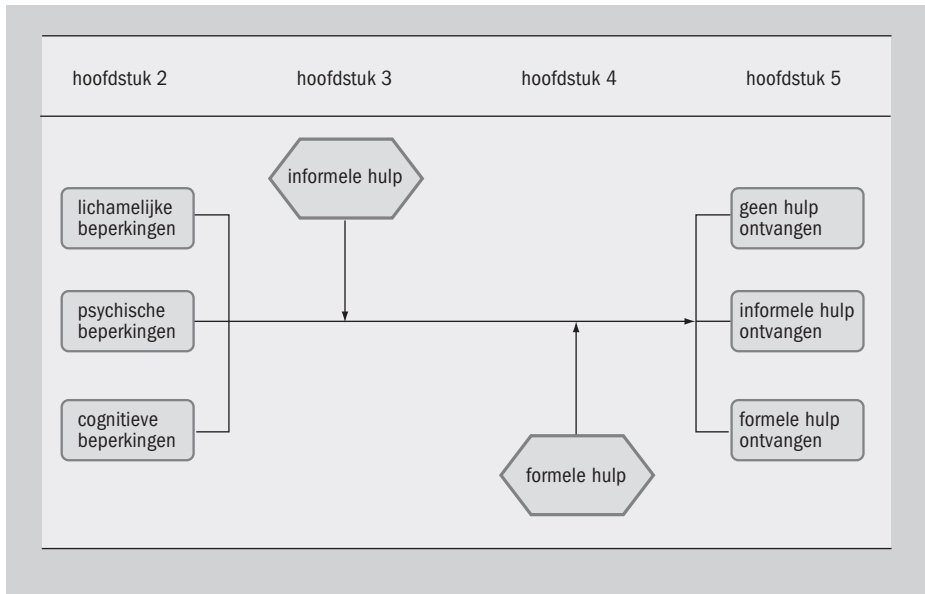 hoofdstuk 2
hoofdstuk 3
hoofdstuk 4
hoofdstuk 5
informele hulp
lichamelijke
beperkingen
geen hulp
ontvangen
psychische
beperkingen
informele hulp
ontvangen
cognitieve
beperkingen
formele hulp
ontvangen
formele hulp